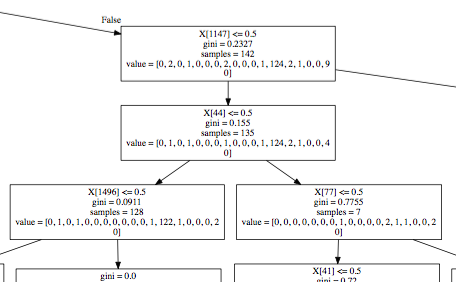 False
X[1147] <= 0.5
gini = 0.2327
samples = 142
value = [0, 2, 0, 1, 0, 0, 0, 2, 0, 0, 0, 1, 124, 2, 1, 0, 0, 9
0]
X[44] <= 0.5
gini = 0.155
samples = 135
value = [0, 1, 0, 1, 0, 0, 0, 1, 0, 0, 0, 1, 124, 2, 1, 0, 0, 4
0]
X[1496] <= 0.5
gini = 0.0911
samples = 128
value = [0, 1, 0, 1, 0, 0, 0, 0, 0, 0, 0, 1, 122, 1, 0, 0, 0, 2
0]
X[77] <= 0.5
gini = 0.7755
samples = 7
value = [0, 0, 0, 0, 0, 0, 0, 1, 0, 0, 0, 0, 2, 1, 1, 0, 0, 2
0]
gini = 0.0
X[41] <= 0.5
gini = 0.72